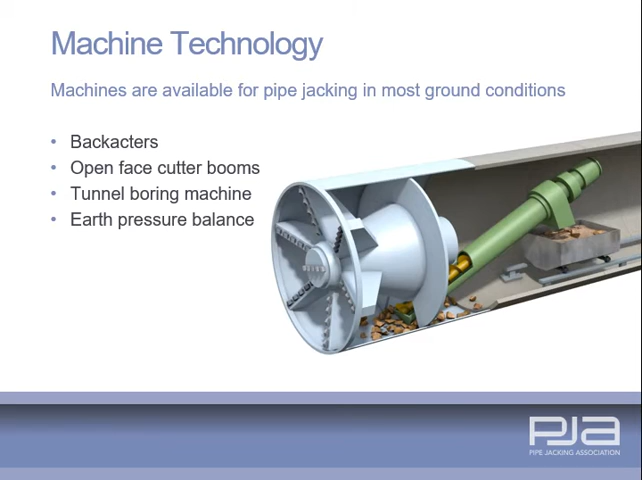 Machine Technology
Machines are available for pipe jacking in most ground conditions
• Backacters
• Open face cutter booms
• Tunnel boring machine
• Earth pressure balance
PJA
PIPE JACKING ASSOCIATION